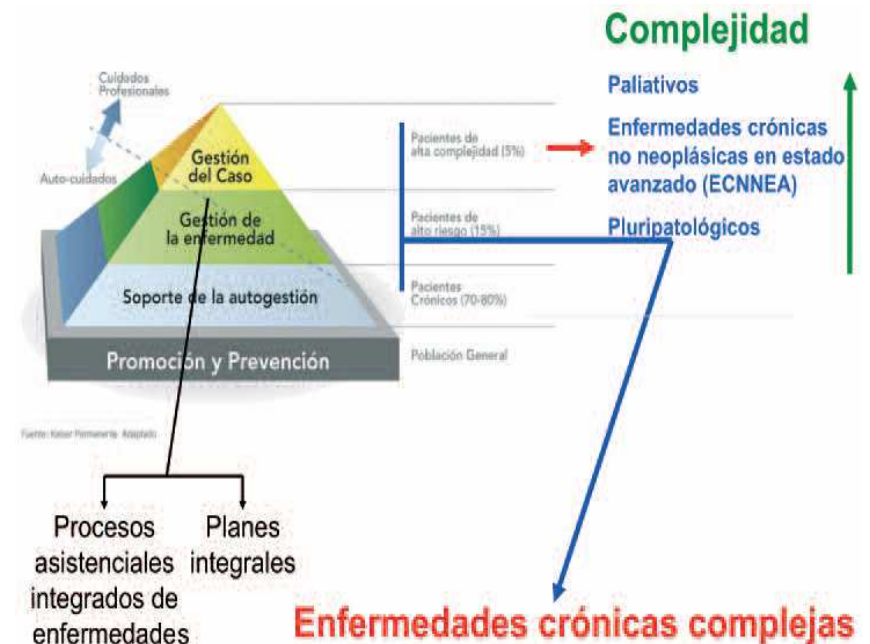 Complejidad
Cuidados
Profesionales
Auto-cuidados
Gestión
del Caso
Gestión de
la enfermedad
Soporte de la autogestión
Promoción y Prevención
Pacientes de
alta complejidad (5%)
Pacientes de
alto riesgo (15%)
Pacientes
Crónicos (70-80%)
Población General
Paliativos
Enfermedades crónicas
no neoplásicas en estado
avanzado (ECNNEA)
Pluripatológicos
Fuente: Kaiser Permanente Adaptado
Procesos
asistenciales
integrados de
enfermedades
Planes
integrales
Enfermedades crónicas complejas